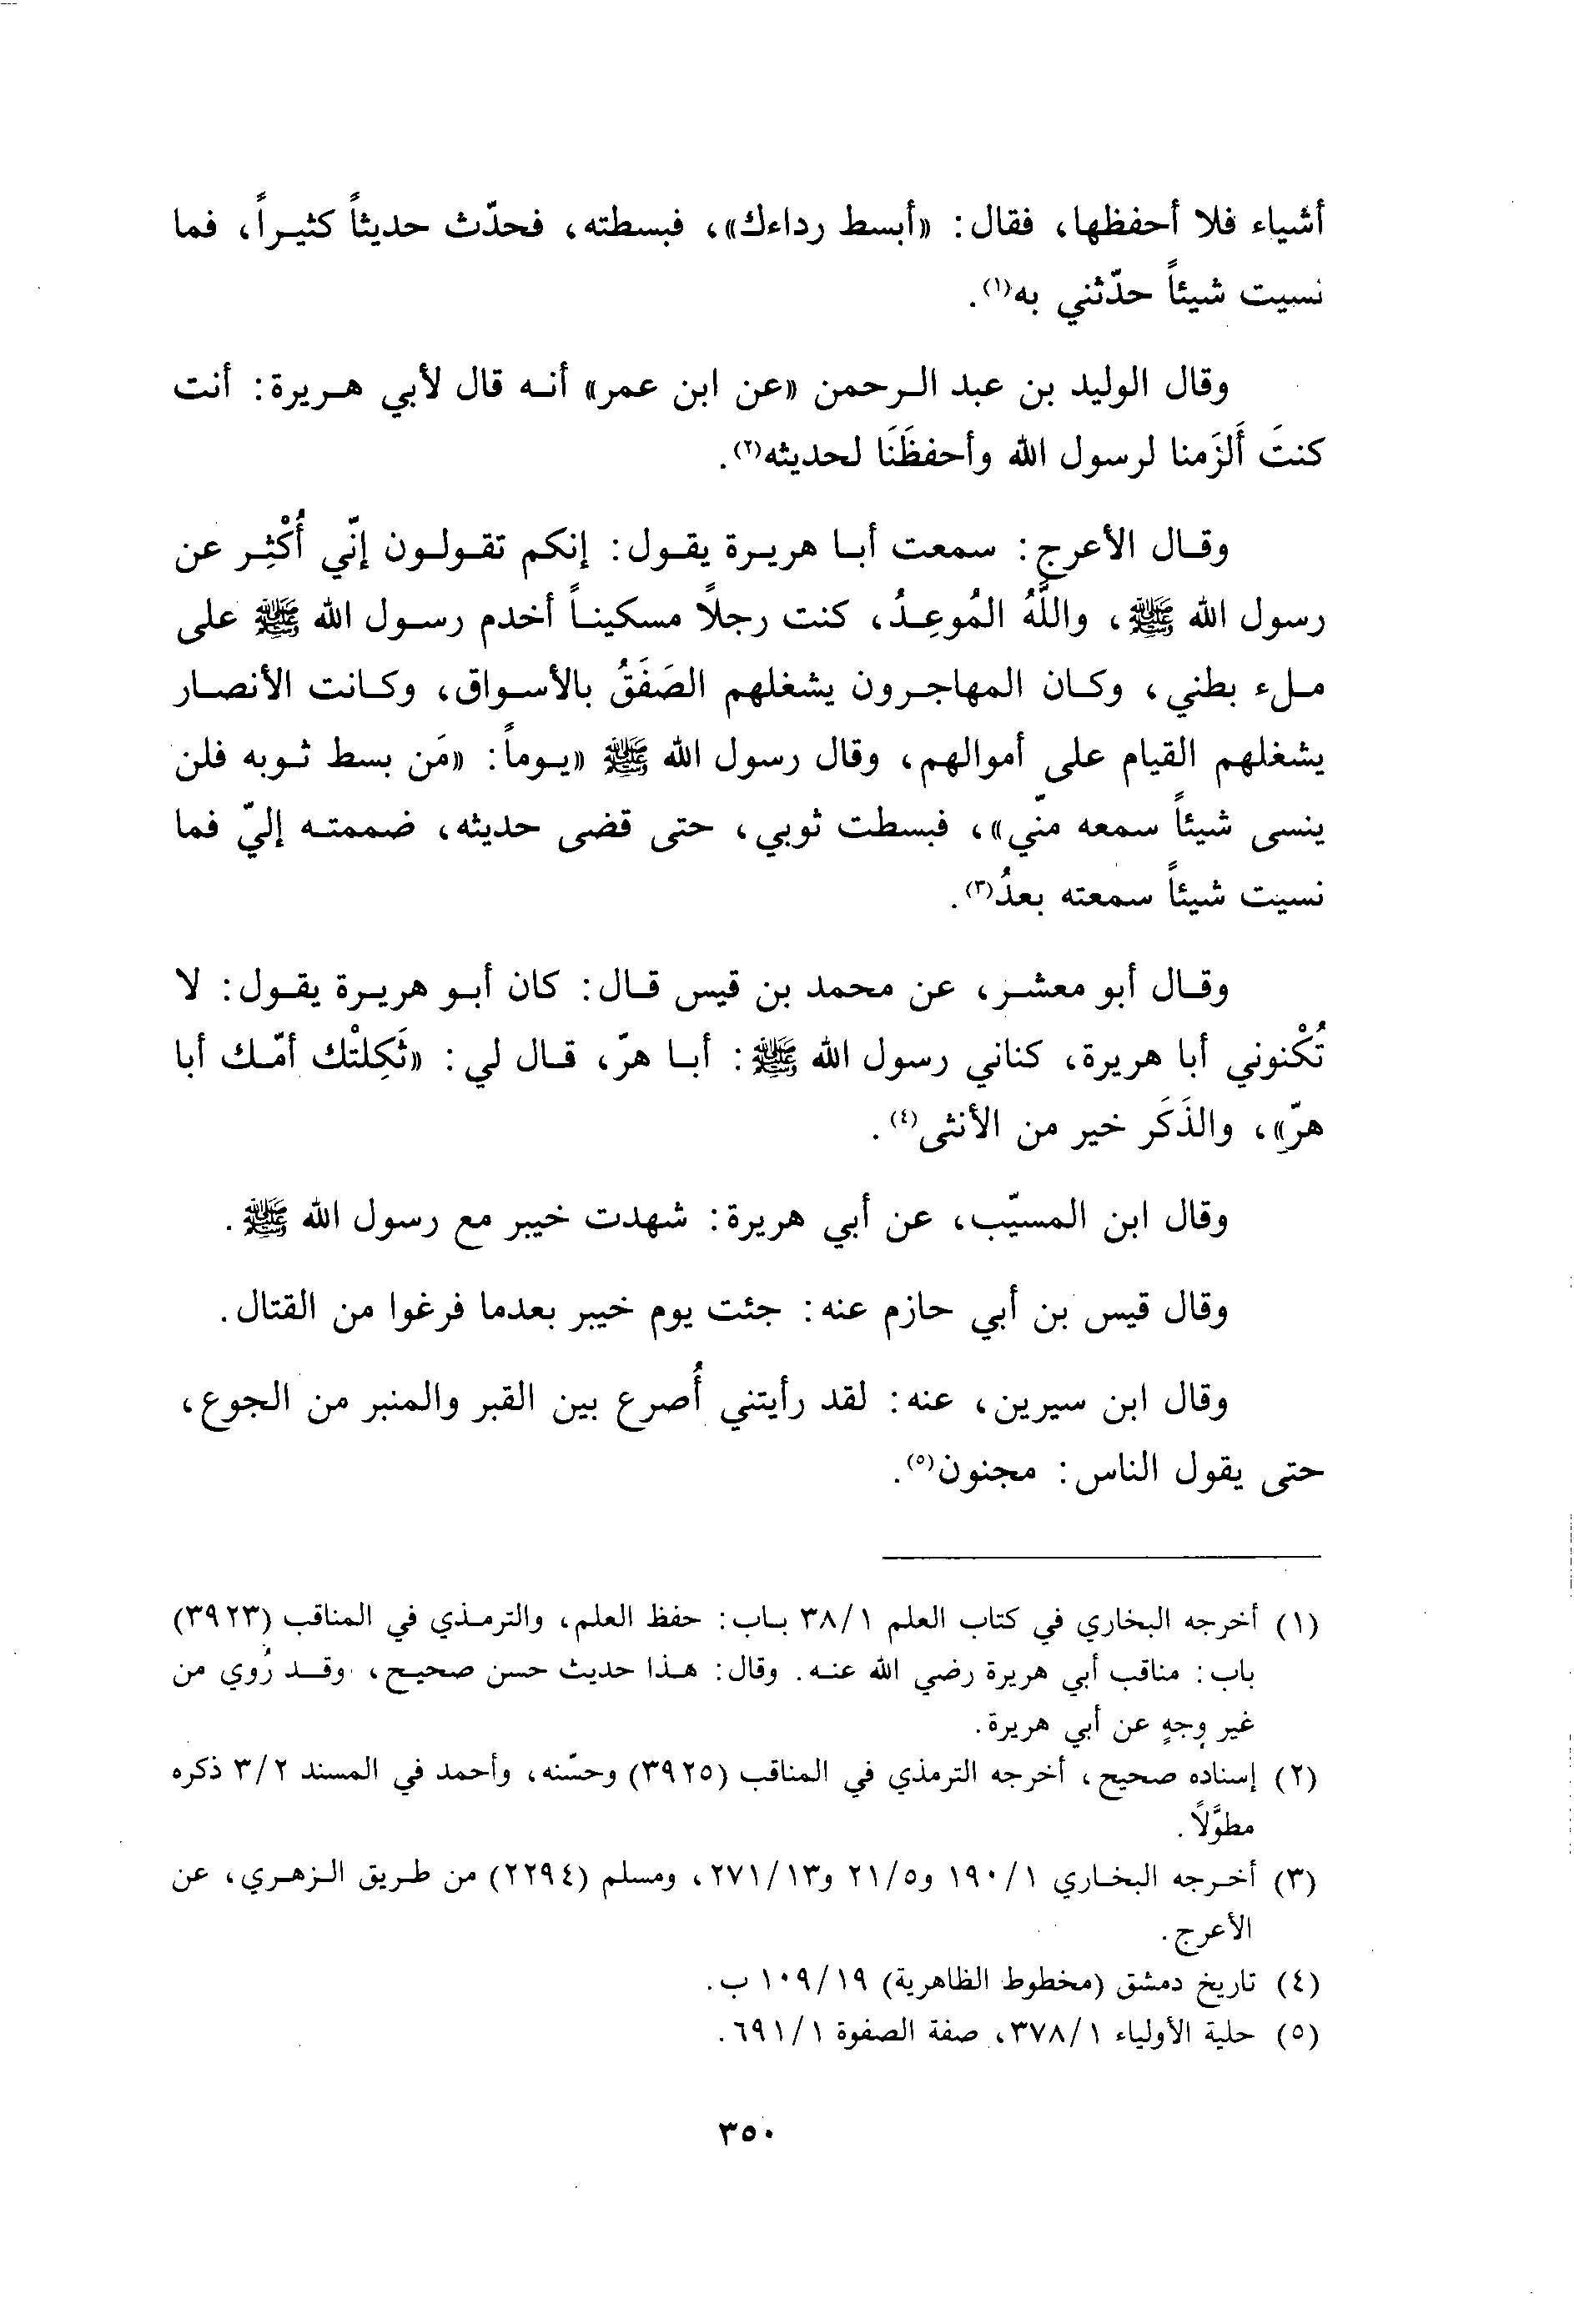 أشياء فلا أحفظها، فقال: «أبسط رداءك»، فبسطته، فحدّث حديثاً كثيراً، فما
نسيت شيئاً حدّثني به(١).
وقال الوليد بن عبد الرحمن «عن ابن عمر» أنه قال لأبي هريرة: أنت
كنتَ أَلزَمنا لرسول الله وأحفظَنَا لحديثه(٢).
وقال الأعرج: سمعت أبا هريرة يقول: إنكم تقولون إنّي أُكْثِر عن
رسول الله ﷺ، واللَّهُ المُوعِدُ، كنت رجلاً مسكيناً أخدم رسول الله ﷺ على
ملء بطني، وكان المهاجرون يشغلهم الصَفَقُ بالأسواق، وكانت الأنصار
يشغلهم القيام على أموالهم، وقال رسول الله ﷺ «يوماً: «مَن بسط ثوبه فلن
ينسى شيئاً سمعه منّي»، فبسطت ثوبي، حتى قضى حديثه، ضممته إليّ فما
نسيت شيئاً سمعته بعدُ(٣).
وقال أبو معشر، عن محمد بن قيس قال: كان أبو هريرة يقول: لا
تُكْنوني أبا هريرة، كناني رسول الله ﷺ: أبا هرّ، قال لي: «ثَكِلتْك أمّك أبا
هرّ»، والذَكَر خير من الأنثى(٤).
وقال ابن المسيّب، عن أبي هريرة: شهدت خيبر مع رسول الله ﷺ.
وقال قيس بن أبي حازم عنه: جئت يوم خيبر بعدما فرغوا من القتال.
وقال ابن سيرين، عنه: لقد رأيتني أُصرع بين القبر والمنبر من الجوع،
حتى يقول الناس: مجنون(٥).
(١) أخرجه البخاري في كتاب العلم ٣٨/١ باب: حفظ العلم، والترمذي في المناقب (٣٩٢٣)
باب: مناقب أبي هريرة رضي الله عنه. وقال: هذا حديث حسن صحيح، وقد رُوي من
غير وجهٍ عن أبي هريرة.
(٢) إسناده صحيح، أخرجه الترمذي في المناقب (٣٩٢٥) وحسّنه، وأحمد في المسند ٣/٢ ذكره
مطوَّلاً.
(٣) أخرجه البخاري ١٩٠/١ و٢١/٥ و٢٧١/١٣، ومسلم (٢٢٩٤) من طريق الزهري، عن
الأعرج.
(٤) تاريخ دمشق (مخطوط الظاهرية) ١٠٩/١٩ ب.
(٥) حلية الأولياء ٣٧٨/١، صفة الصفوة ٦٩١/١.
٣٥٠